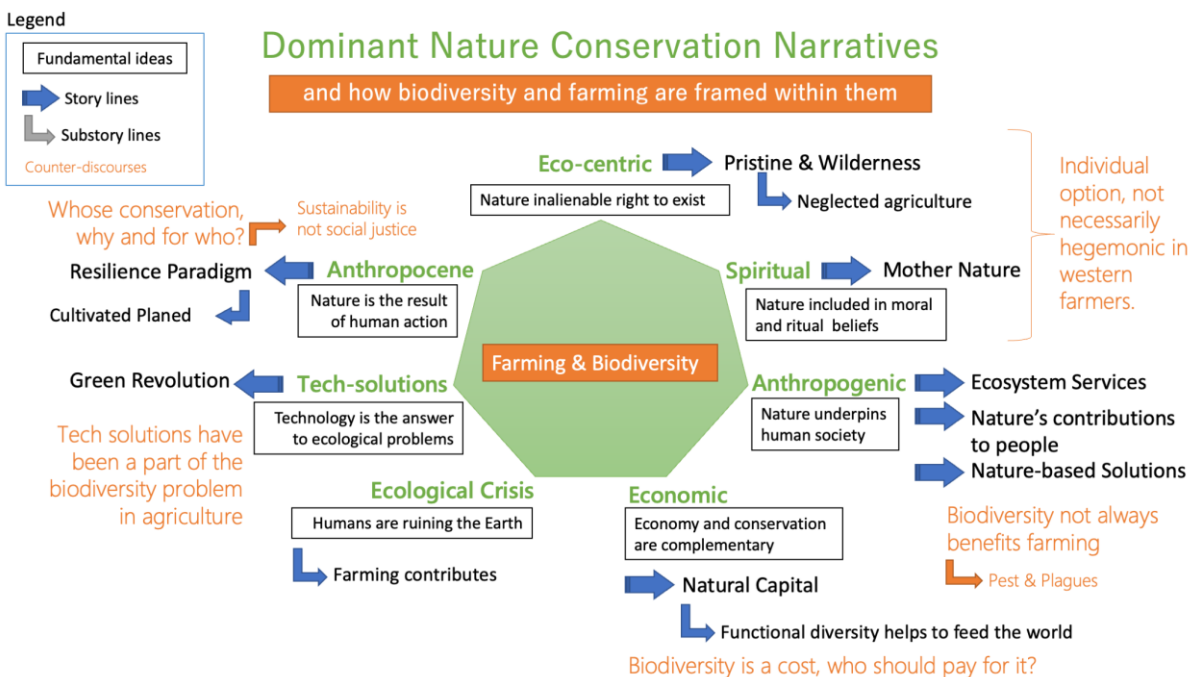 Legend
Fundamental ideas
Story lines
Substory lines
Counter-discourses
Dominant Nature Conservation Narratives
and how biodiversity and farming are framed within them
Eco-centric
Pristine & Wilderness
Nature inalienable right to exist
Neglected agriculture
Individual
option, not
necessarily
hegemonic in
western
farmers.
Whose conservation,
why and for who?
Sustainability is
not social justice
Resilience Paradigm
Anthropocene
Nature is the result
of human action
Cultivated Planed
Spiritual
Mother Nature
Nature included in moral
and ritual beliefs
Farming & Biodiversity
Green Revolution
Tech-solutions
Technology is the answer
to ecological problems
Tech solutions have
been a part of the
biodiversity problem
in agriculture
Anthropogenic
Nature underpins
human society
Ecosystem Services
Nature's contributions
to people
Nature-based Solutions
Ecological Crisis
Humans are ruining the Earth
Farming contributes
Economic
Economy and conservation
are complementary
Natural Capital
Functional diversity helps to feed the world
Biodiversity not always
benefits farming
Pest & Plagues
Biodiversity is a cost, who should pay for it?